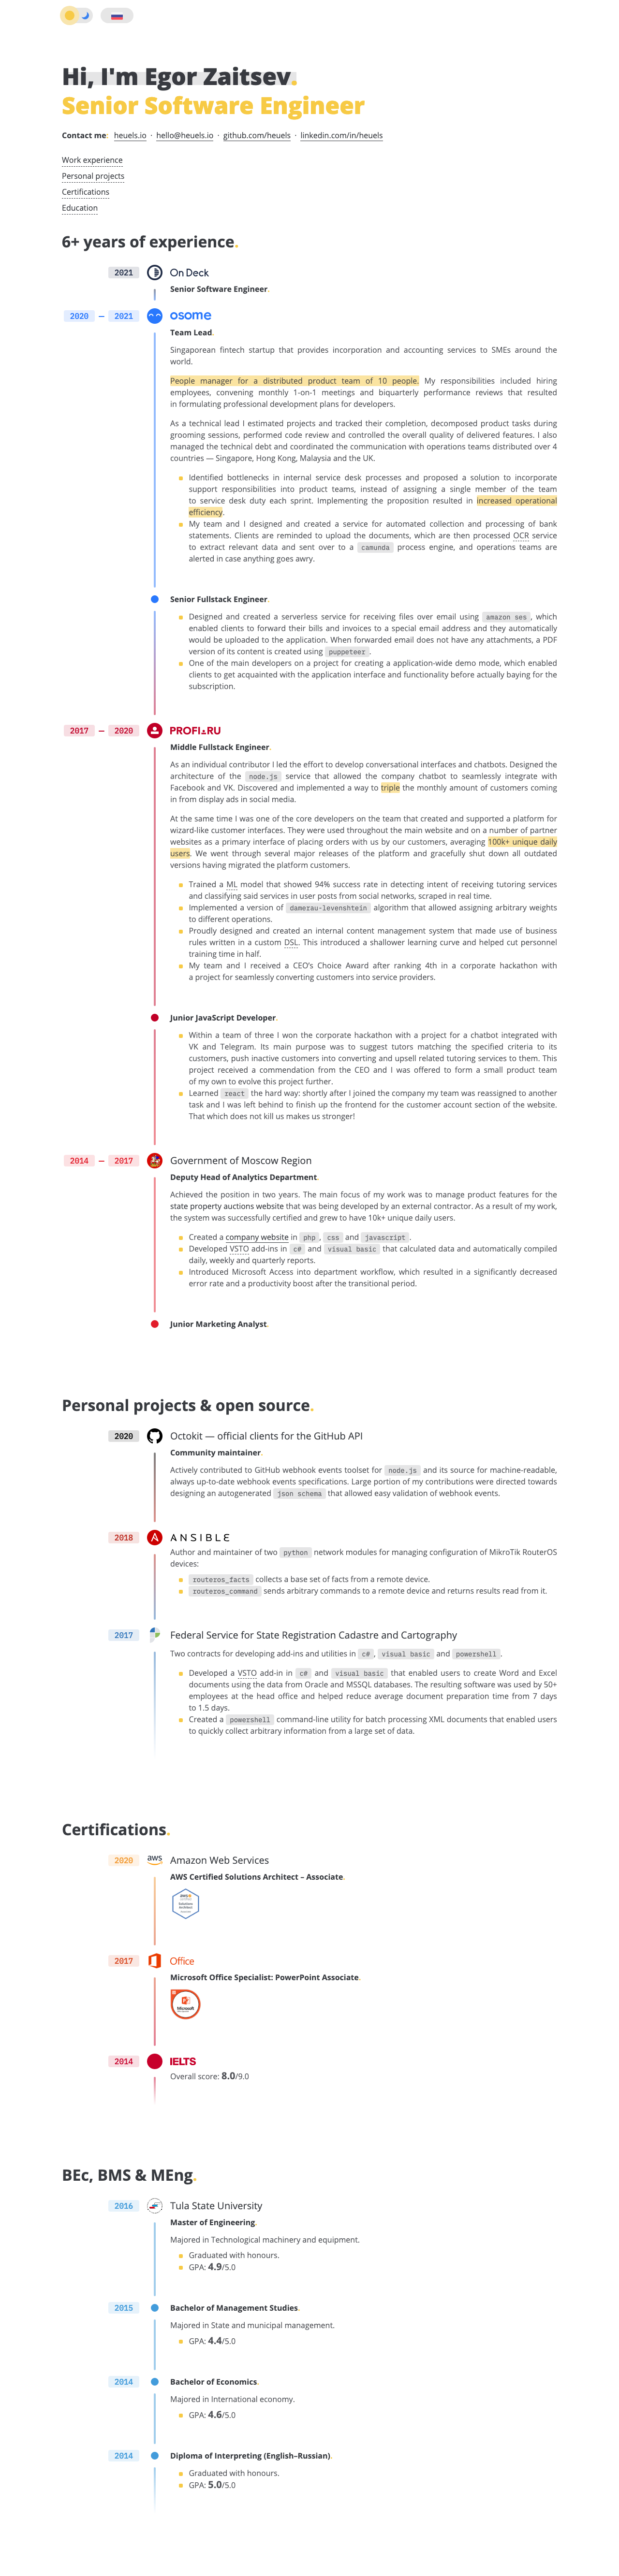 Hi, I'm Egor Zaitsev.
Senior Software Engineer
Contact me: heuels.io · hello@heuels.io · github.com/heuels · linkedin.com/in/heuels
Work experience
Personal projects
Certifications
Education
6+ years of experience.
2021 On Deck
Senior Software Engineer.
2020 — 2021 osome
Team Lead.
Singaporean fintech startup that provides incorporation and accounting services to SMEs around the
world.
People manager for a distributed product team of 10 people. My responsibilities included hiring
employees, convening monthly 1-on-1 meetings and biquarterly performance reviews that resulted
in formulating professional development plans for developers.
As a technical lead I estimated projects and tracked their completion, decomposed product tasks during
grooming sessions, performed code review and controlled the overall quality of delivered features. I also
managed the technical debt and coordinated the communication with operations teams distributed over 4
countries — Singapore, Hong Kong, Malaysia and the UK.
Identified bottlenecks in internal service desk processes and proposed a solution to incorporate
support responsibilities into product teams, instead of assigning a single member of the team
to service desk duty each sprint. Implementing the proposition resulted in increased operational
efficiency.
My team and I designed and created a service for automated collection and processing of bank
statements. Clients are reminded to upload the documents, which are then processed OCR service
to extract relevant data and sent over to a camunda process engine, and operations teams are
alerted in case anything goes awry.
Senior Fullstack Engineer.
Designed and created a serverless service for receiving files over email using amazon ses, which
enabled clients to forward their bills and invoices to a special email address and they automatically
would be uploaded to the application. When forwarded email does not have any attachments, a PDF
version of its content is created using puppeteer.
One of the main developers on a project for creating a application-wide demo mode, which enabled
clients to get acquainted with the application interface and functionality before actually baying for the
subscription.
2017 — 2020 PROFI.RU
Middle Fullstack Engineer.
As an individual contributor I led the effort to develop conversational interfaces and chatbots. Designed the
architecture of the node.js service that allowed the company chatbot to seamlessly integrate with
Facebook and VK. Discovered and implemented a way to triple the monthly amount of customers coming
in from display ads in social media.
At the same time I was one of the core developers on the team that created and supported a platform for
wizard-like customer interfaces. They were used throughout the main website and on a number of partner
websites as a primary interface of placing orders with us by our customers, averaging 100k+ unique daily
users. We went through several major releases of the platform and gracefully shut down all outdated
versions having migrated the platform customers.
Trained a ML model that showed 94% success rate in detecting intent of receiving tutoring services
and classifying said services in user posts from social networks, scraped in real time.
Implemented a version of damerau-levenshtein algorithm that allowed assigning arbitrary weights
to different operations.
Proudly designed and created an internal content management system that made use of business
rules written in a custom DSL. This introduced a shallower learning curve and helped cut personnel
training time in half.
My team and I received a CEO's Choice Award after ranking 4th in a corporate hackathon with
a project for seamlessly converting customers into service providers.
Junior JavaScript Developer.
Within a team of three I won the corporate hackathon with a project for a chatbot integrated with
VK and Telegram. Its main purpose was to suggest tutors matching the specified criteria to its
customers, push inactive customers into converting and upsell related tutoring services to them. This
project received a commendation from the CEO and I was offered to form a small product team
of my own to evolve this project further.
Learned react the hard way: shortly after I joined the company my team was reassigned to another
task and I was left behind to finish up the frontend for the customer account section of the website.
That which does not kill us makes us stronger!
2014 — 2017 Government of Moscow Region
Deputy Head of Analytics Department.
Achieved the position in two years. The main focus of my work was to manage product features for the
state property auctions website that was being developed by an external contractor. As a result of my work,
the system was successfully certified and grew to have 10k+ unique daily users.
Created a company website in php, css and javascript.
Developed VSTO add-ins in c# and visual basic that calculated data and automatically compiled
daily, weekly and quarterly reports.
Introduced Microsoft Access into department workflow, which resulted in a significantly decreased
error rate and a productivity boost after the transitional period.
Junior Marketing Analyst.
Personal projects & open source.
2020 Octokit — official clients for the GitHub API
Community maintainer.
Actively contributed to GitHub webhook events toolset for node.js and its source for machine-readable,
always up-to-date webhook events specifications. Large portion of my contributions were directed towards
designing an autogenerated json schema that allowed easy validation of webhook events.
2018 ANSIBLE
Author and maintainer of two python network modules for managing configuration of MikroTik RouterOS
devices:
routeros_facts collects a base set of facts from a remote device.
routeros_command sends arbitrary commands to a remote device and returns results read from it.
2017 Federal Service for State Registration Cadastre and Cartography
Two contracts for developing add-ins and utilities in c#, visual basic and powershell.
Developed a VSTO add-in in c# and visual basic that enabled users to create Word and Excel
documents using the data from Oracle and MSSQL databases. The resulting software was used by 50+
employees at the head office and helped reduce average document preparation time from 7 days
to 1.5 days.
Created a powershell command-line utility for batch processing XML documents that enabled users
to quickly collect arbitrary information from a large set of data.
Certifications.
2020 aws Amazon Web Services
AWS Certified Solutions Architect – Associate.
2017 Office
Microsoft Office Specialist: PowerPoint Associate.
Microsoft
2014 IELTS
Overall score: 8.0/9.0
BEc, BMS & MEng.
2016 Tula State University
Master of Engineering.
Majored in Technological machinery and equipment.
Graduated with honours.
GPA: 4.9/5.0
2015 Bachelor of Management Studies.
Majored in State and municipal management.
GPA: 4.4/5.0
2014 Bachelor of Economics.
Majored in International economy.
GPA: 4.6/5.0
2014 Diploma of Interpreting (English–Russian).
Graduated with honours.
GPA: 5.0/5.0